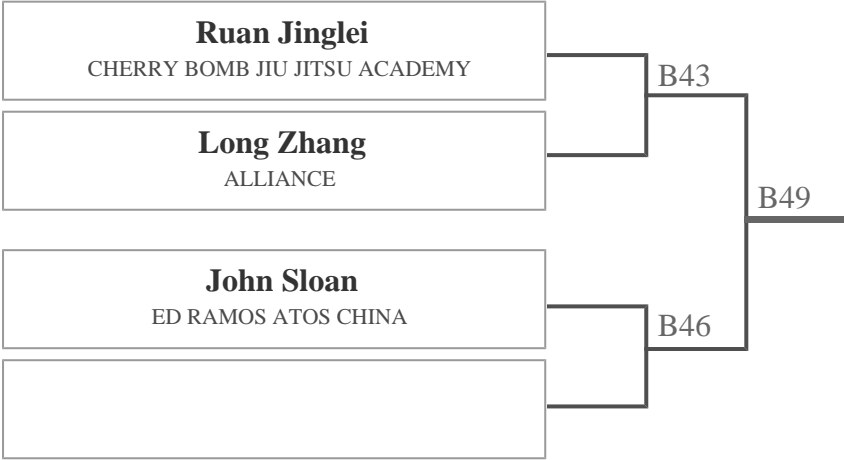 Ruan Jinglei
CHERRY BOMB JIU JITSU ACADEMY
B43
Long Zhang
ALLIANCE
B49
John Sloan
ED RAMOS ATOS CHINA
B46